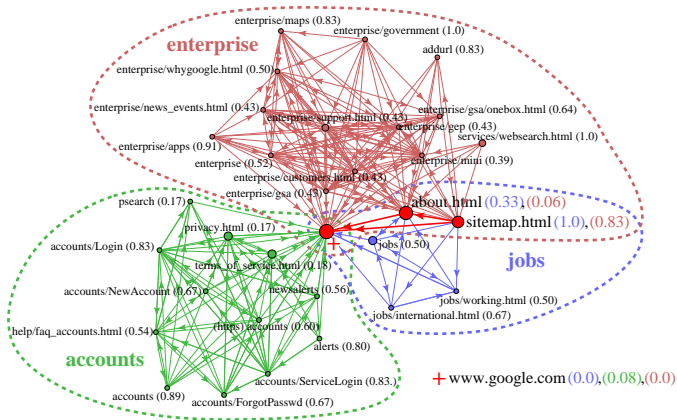 enterprise/maps (0.83)
enterprise/government (1.0)
enterprise
addurl (0.83)
enterprise/whygoogle.html (0.50)
enterprise/news_events.html (0.43)
enterprise/support.html (0.43)
enterprise/gsa/onebox.html (0.64)
enterprise/gep (0.43)
services/websearch.html (1.0)
enterprise/apps (0.91)
enterprise (0.52)
enterprise/mini (0.39)
enterprise/customers.html (0.43)
enterprise/gsa (0.43)
psearch (0.17)
about.html (0.33),(0.06)
sitemap.html (1.0),(0.83)
privacy.html (0.17)
accounts/Login (0.83)
+
jobs (0.50)
jobs
terms_of_service.html (0.18)
accounts/NewAccount (0.67)
newsalerts (0.56)
jobs/working.html (0.50)
jobs/international.html (0.67)
help/faq_accounts.html (0.54)
(https) accounts (0.60)
alerts (0.80)
accounts
accounts/ServiceLogin (0.83.)
+ www.google.com (0.0),(0.08),(0.0)
accounts (0.89)
accounts/ForgotPasswd (0.67)